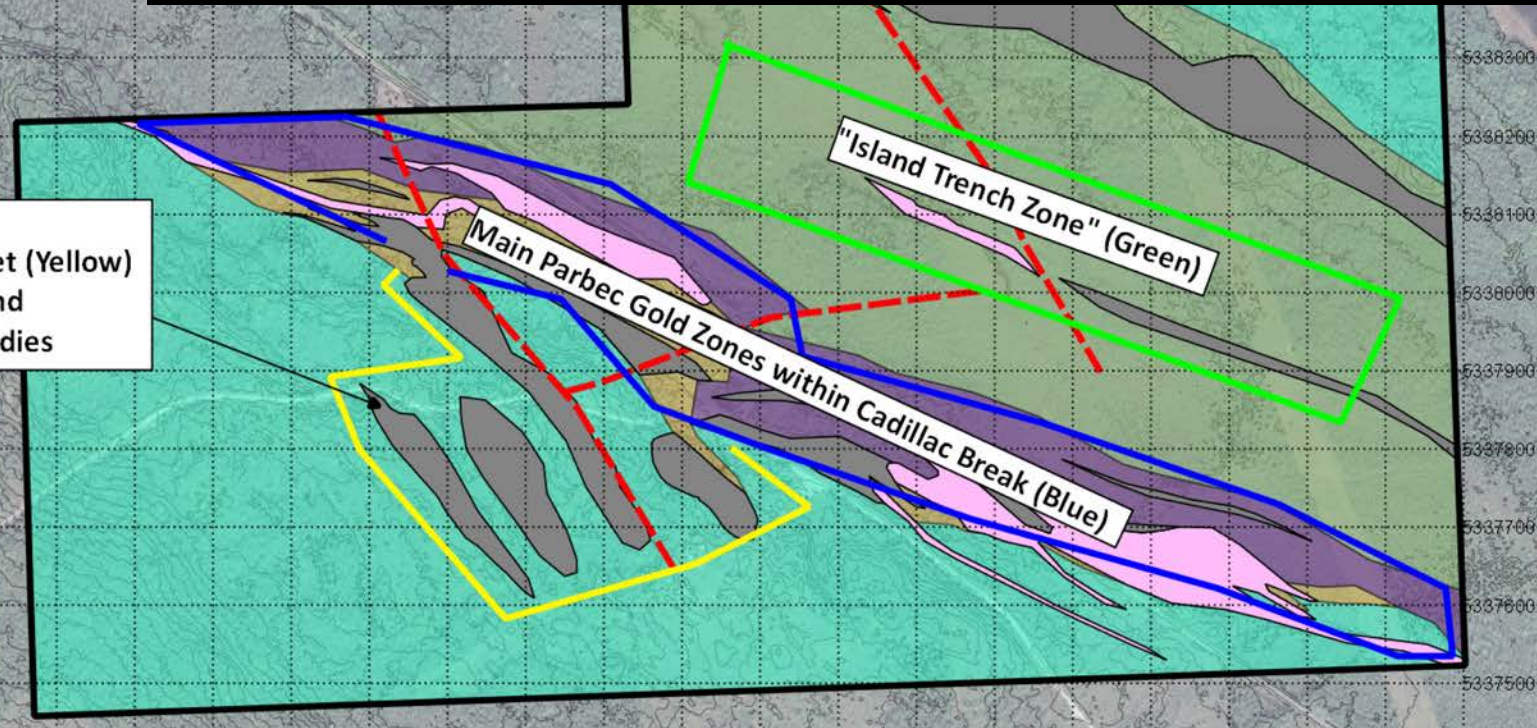 5338300
5338200
"Island Trench Zone" (Green)
5338100
et (Yellow)
nd
dies
Main Parbec Gold Zones within Cadillac Break (Blue)
5338000
5337900
5337800
5337700
5337600
5337500